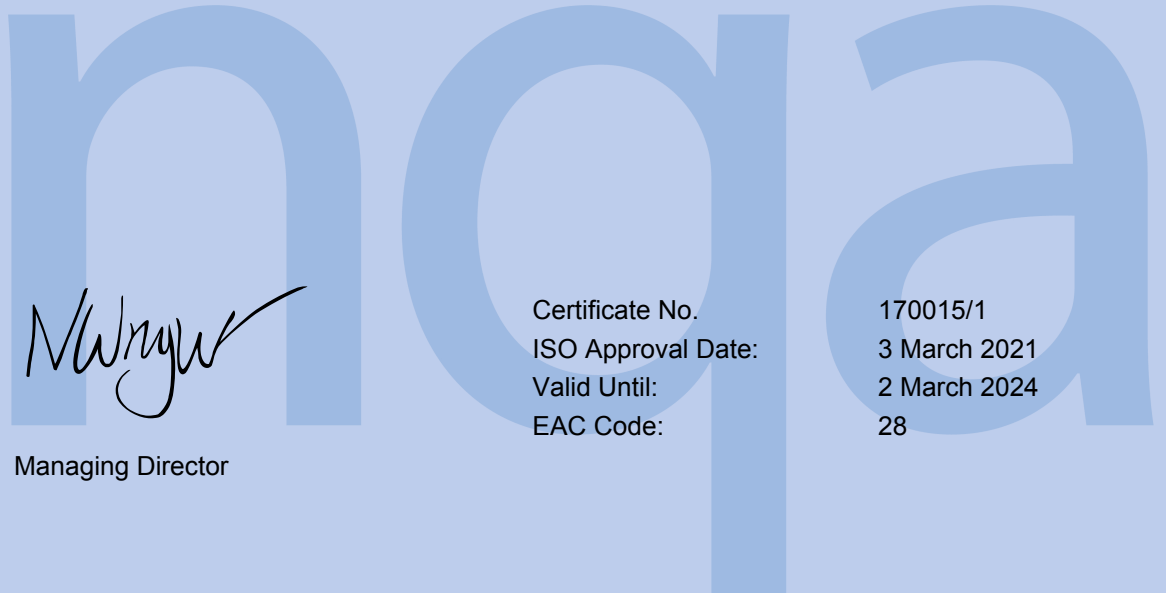 nqa
Certificate No. 170015/1
ISO Approval Date: 3 March 2021
Valid Until: 2 March 2024
EAC Code: 28
Managing Director